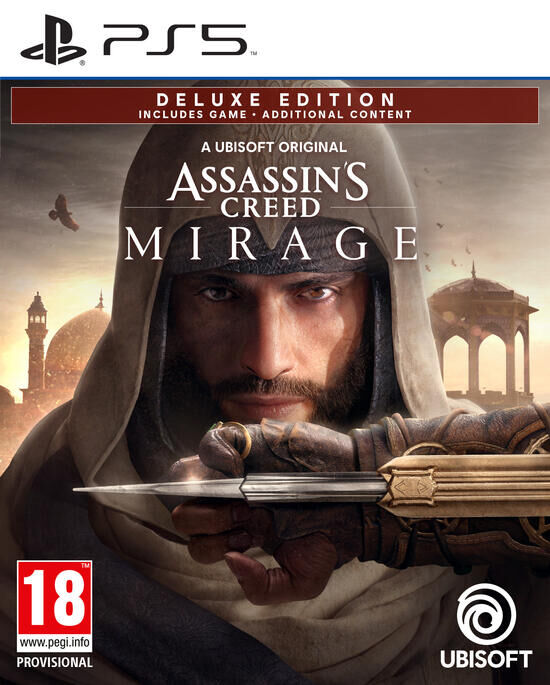 PS5
DELUXE EDITION
INCLUDES GAME • ADDITIONAL CONTENT
A UBISOFT ORIGINAL
ASSASSIN'S
CREED
MIRAGE
18
www.pegi.info
PROVISIONAL
UBISOFT